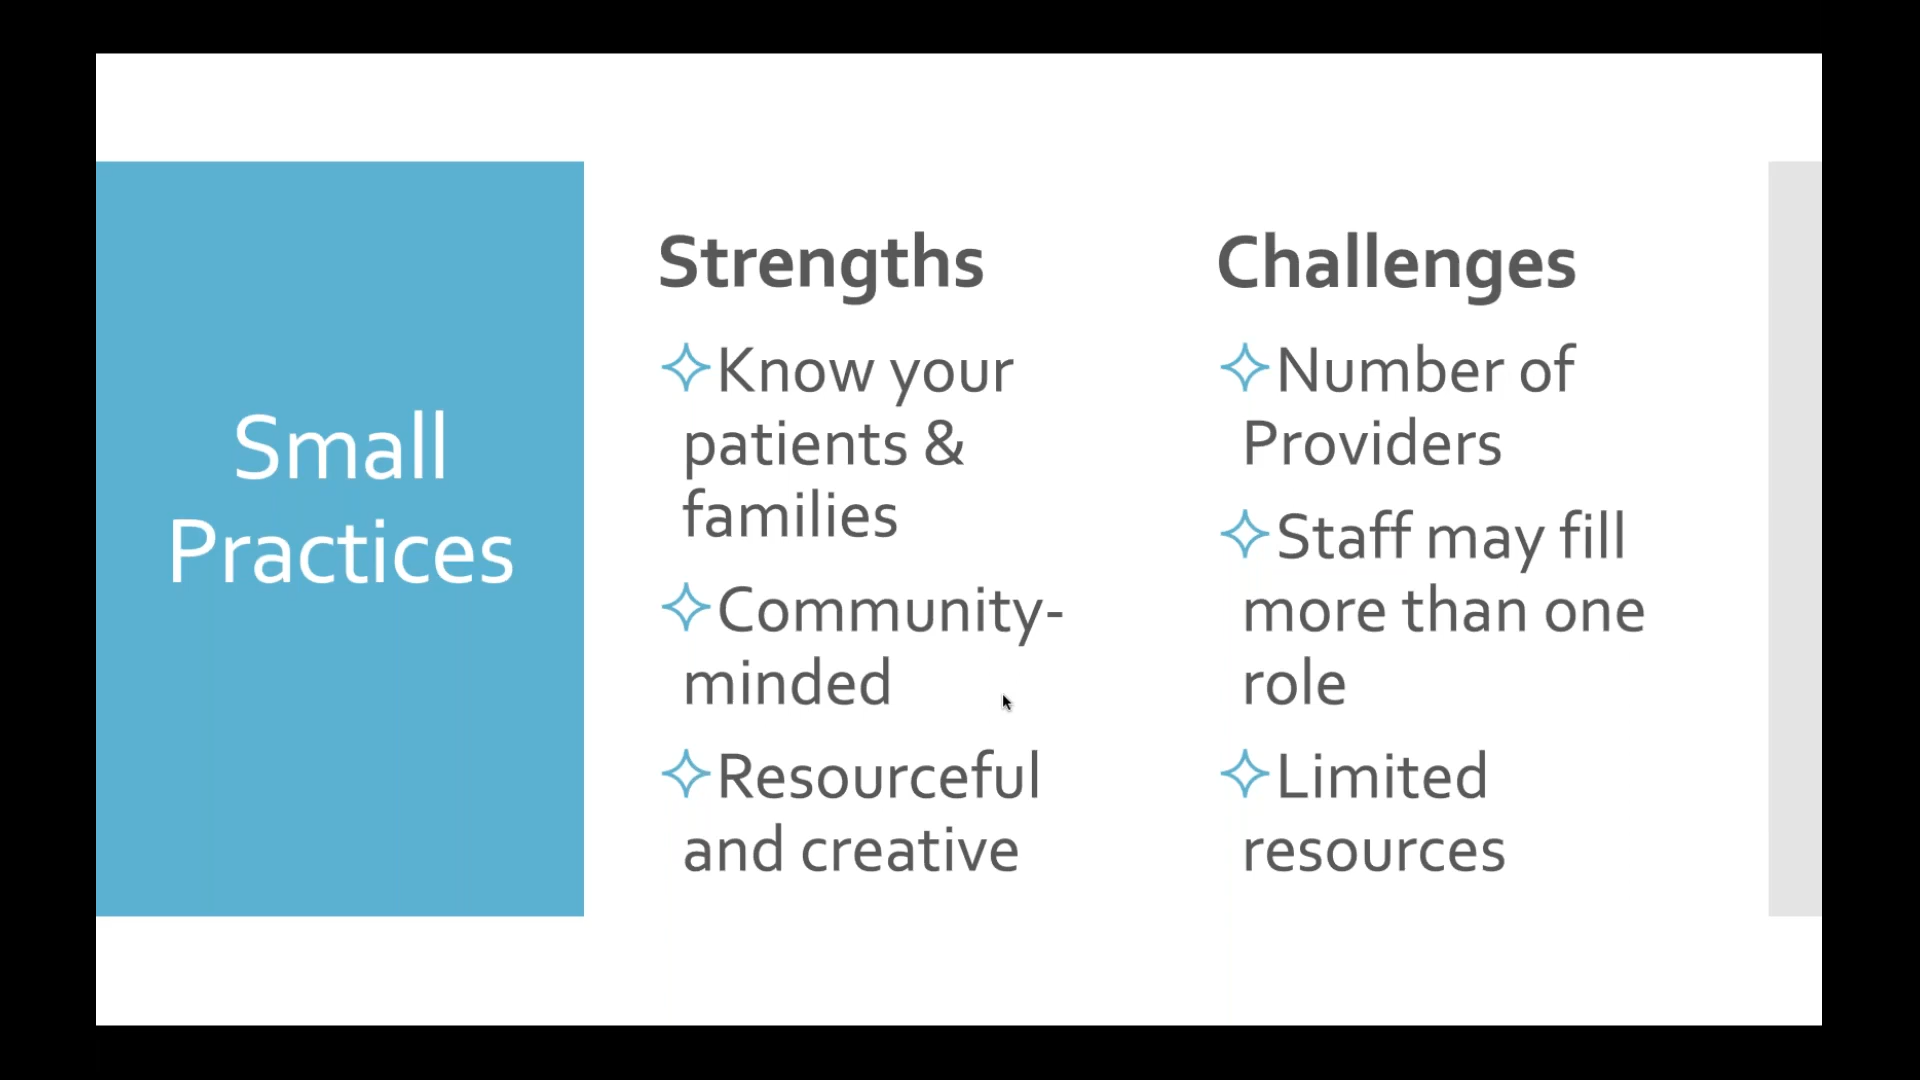 Small
Practices
Strengths
Know your
patients &
families
Community-
minded
Resourceful
and creative
Challenges
Number of
Providers
Staff may fill
more than one
role
Limited
resources